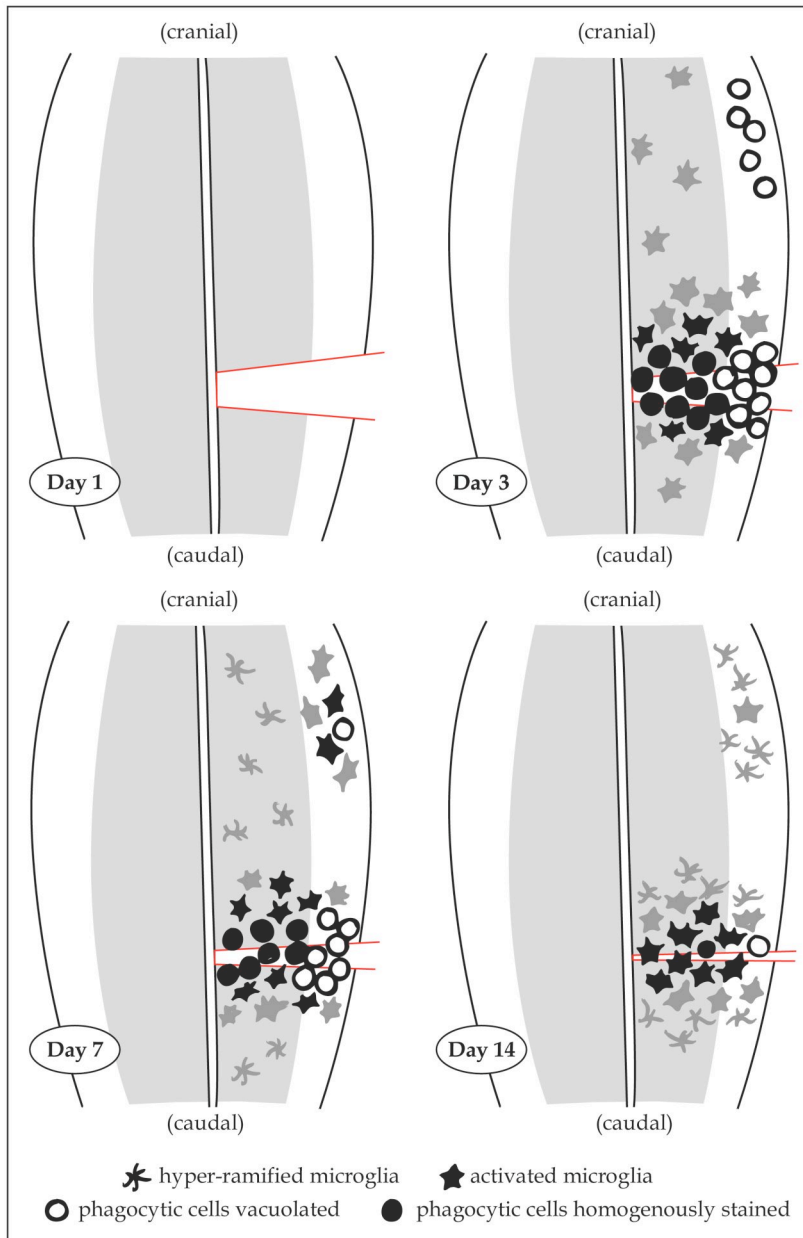 (cranial)
(cranial)
Day 1
Day 3
(caudal)
(caudal)
(cranial)
(cranial)
Day 7
Day 14
(caudal)
(caudal)
hyper-ramified microglia
activated microglia
phagocytic cells vacuolated
phagocytic cells homogenously stained